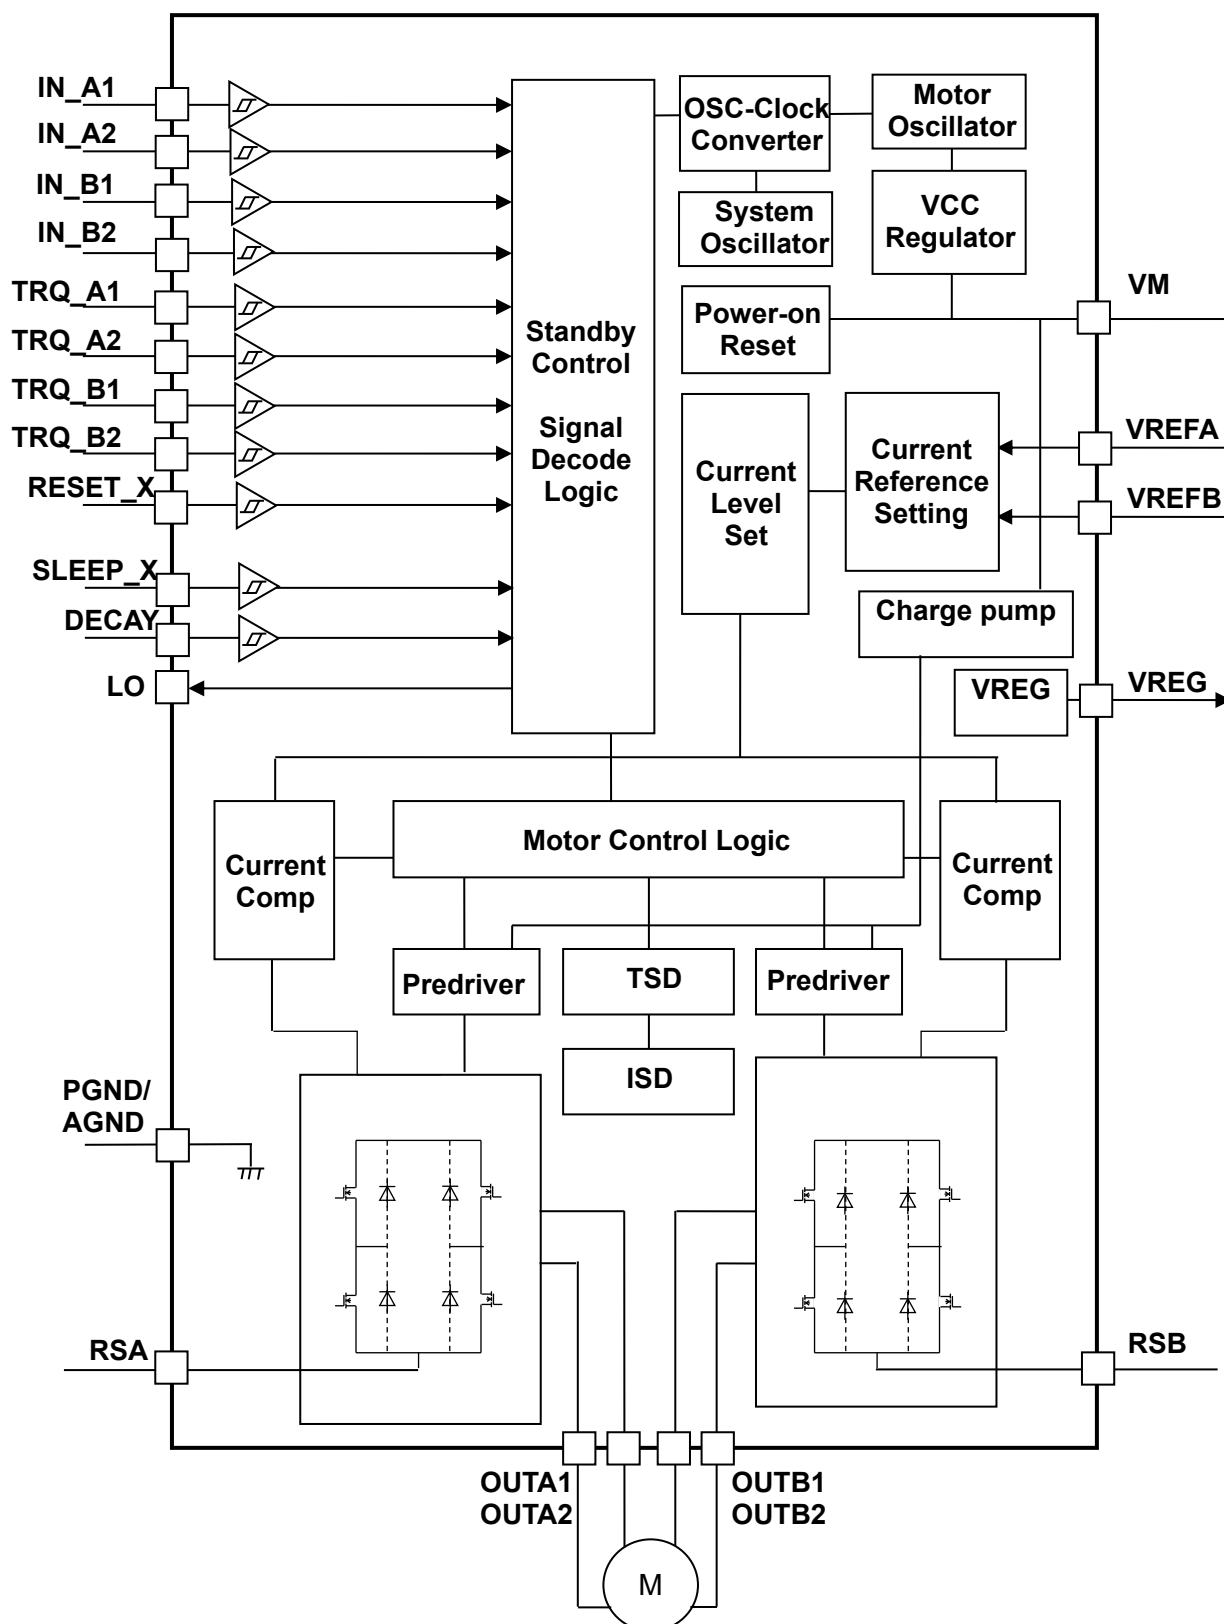 IN_A1
IN_A2
IN_B1
IN_B2
TRQ_A1
TRQ_A2
TRQ_B1
TRQ_B2
RESET_X
SLEEP_X
DECAY
LO
Standby
Control
Signal
Decode
Logic
OSC-Clock
Converter
Motor
Oscillator
System
Oscillator
VCC
Regulator
Power-on
Reset
VM
Current
Level
Set
Current
Reference
Setting
VREFA
VREFB
Charge pump
VREG
VREG
Current
Comp
Motor Control Logic
Current
Comp
Predriver
TSD
Predriver
ISD
PGND/
AGND
RSA
RSB
OUTA1
OUTA2
OUTB1
OUTB2
M